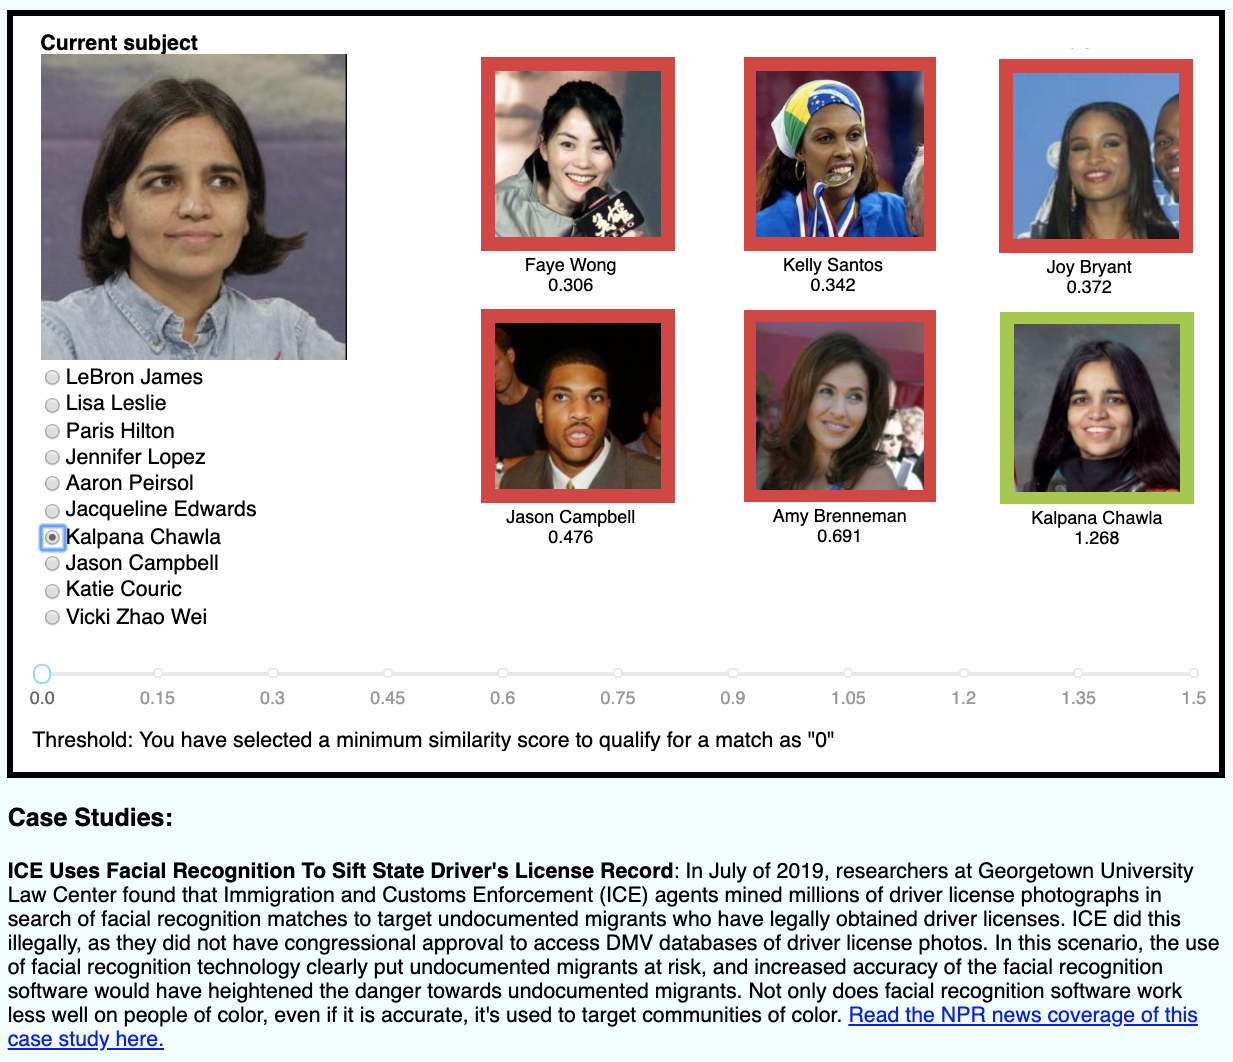 Current subject
Faye Wong
0.306
Kelly Santos
0.342
Joy Bryant
0.372
Jason Campbell
0.476
Amy Brenneman
0.691
Kalpana Chawla
1.268
LeBron James
Lisa Leslie
Paris Hilton
Jennifer Lopez
Aaron Peirsol
Jacqueline Edwards
Kalpana Chawla
Jason Campbell
Katie Couric
Vicki Zhao Wei
0.0 0.15 0.3 0.45 0.6 0.75 0.9 1.05 1.2 1.35 1.5
Threshold: You have selected a minimum similarity score to qualify for a match as "0"
Case Studies:
ICE Uses Facial Recognition To Sift State Driver's License Record: In July of 2019, researchers at Georgetown University
Law Center found that Immigration and Customs Enforcement (ICE) agents mined millions of driver license photographs in
search of facial recognition matches to target undocumented migrants who have legally obtained driver licenses. ICE did this
illegally, as they did not have congressional approval to access DMV databases of driver license photos. In this scenario, the use
of facial recognition technology clearly put undocumented migrants at risk, and increased accuracy of the facial recognition
software would have heightened the danger towards undocumented migrants. Not only does facial recognition software work
less well on people of color, even if it is accurate, it's used to target communities of color. Read the NPR news coverage of this
case study here.